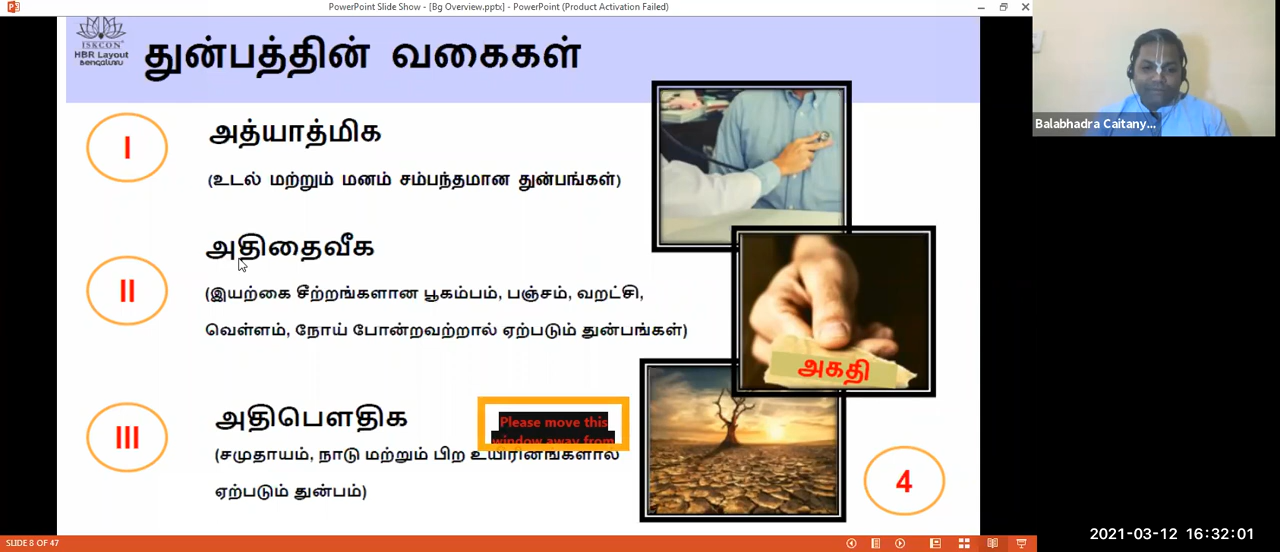 PowerPoint Slide Show - [Bg Overview.pptx] - PowerPoint (Product Activation Failed)
ISKCON
HBR Layout
Bengaluru
துன்பத்தின் வகைகள்
I
அத்யாத்மிக
(உடல் மற்றும் மனம் சம்பந்தமான துன்பங்கள்)
II
அதிதைவீக
(இயற்கை சீற்றங்களான பூகம்பம், பஞ்சம், வறட்சி,
வெள்ளம், நோய் போன்றவற்றால் ஏற்படும் துன்பங்கள்)
அகதி
III
அதிபௌதிக
Please move this
window away from
(சமுதாயம், நாடு மற்றும் பிற உயிரினங்களால்
ஏற்படும் துன்பம்)
4
Balabhadra Caitany...
2021-03-12 16:32:01
SLIDE 8 OF 47